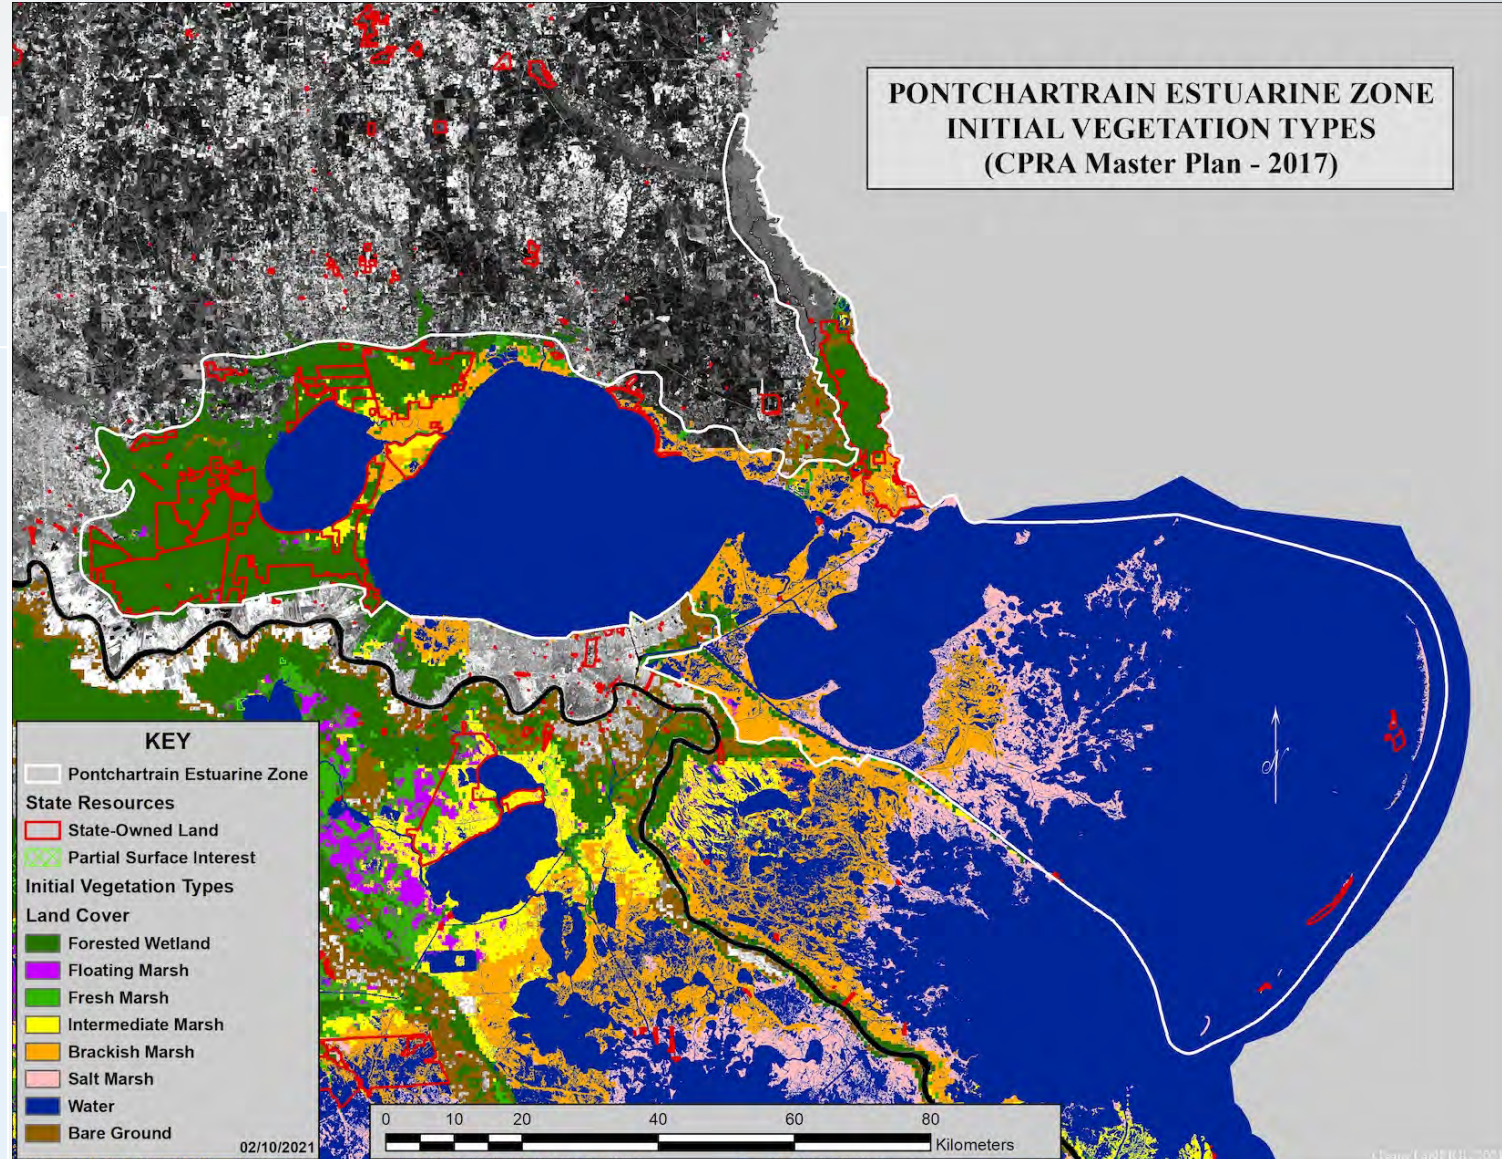 PONTCHARTRAIN ESTUARINE ZONE
INITIAL VEGETATION TYPES
(CPRA Master Plan - 2017)
N
KEY
Pontchartrain Estuarine Zone
State Resources
State-Owned Land
Partial Surface Interest
Initial Vegetation Types
Land Cover
Forested Wetland
Floating Marsh
Fresh Marsh
Intermediate Marsh
Brackish Marsh
Salt Marsh
Water
Bare Ground
02/10/2021
0 10 20 40 60 80
Kilometers